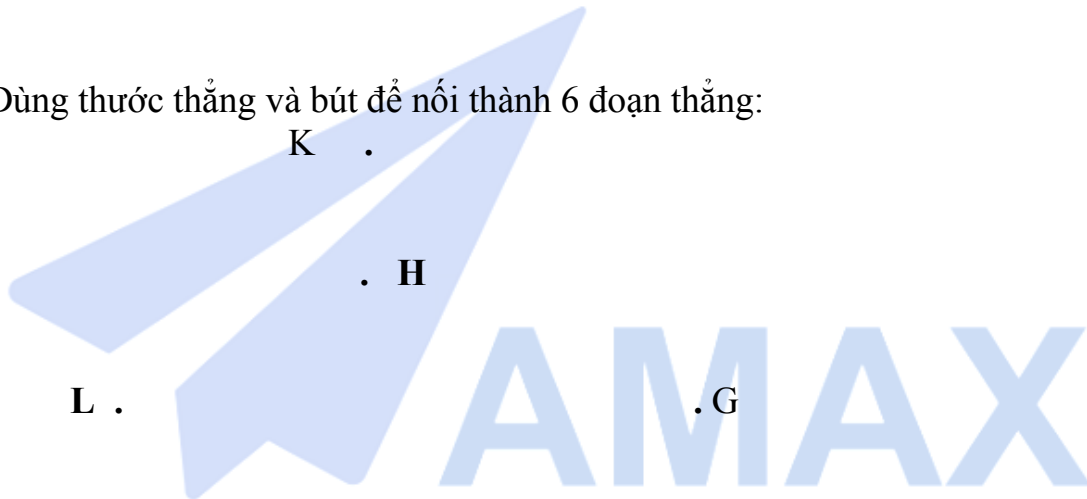 Dùng thước thẳng và bút để nối thành 6 đoạn thẳng:
K .
. H
L . . G
AMAX